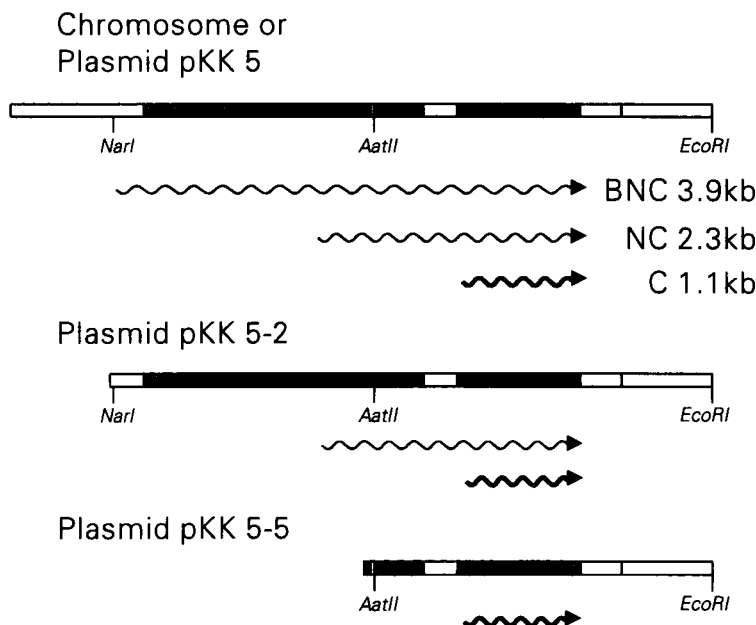 Chromosome or
Plasmid pKK 5
NarI AatII EcoRI
BNC 3.9kb
NC 2.3kb
C 1.1kb
Plasmid pKK 5-2
NarI AatII EcoRI
Plasmid pKK 5-5
AatII EcoRI